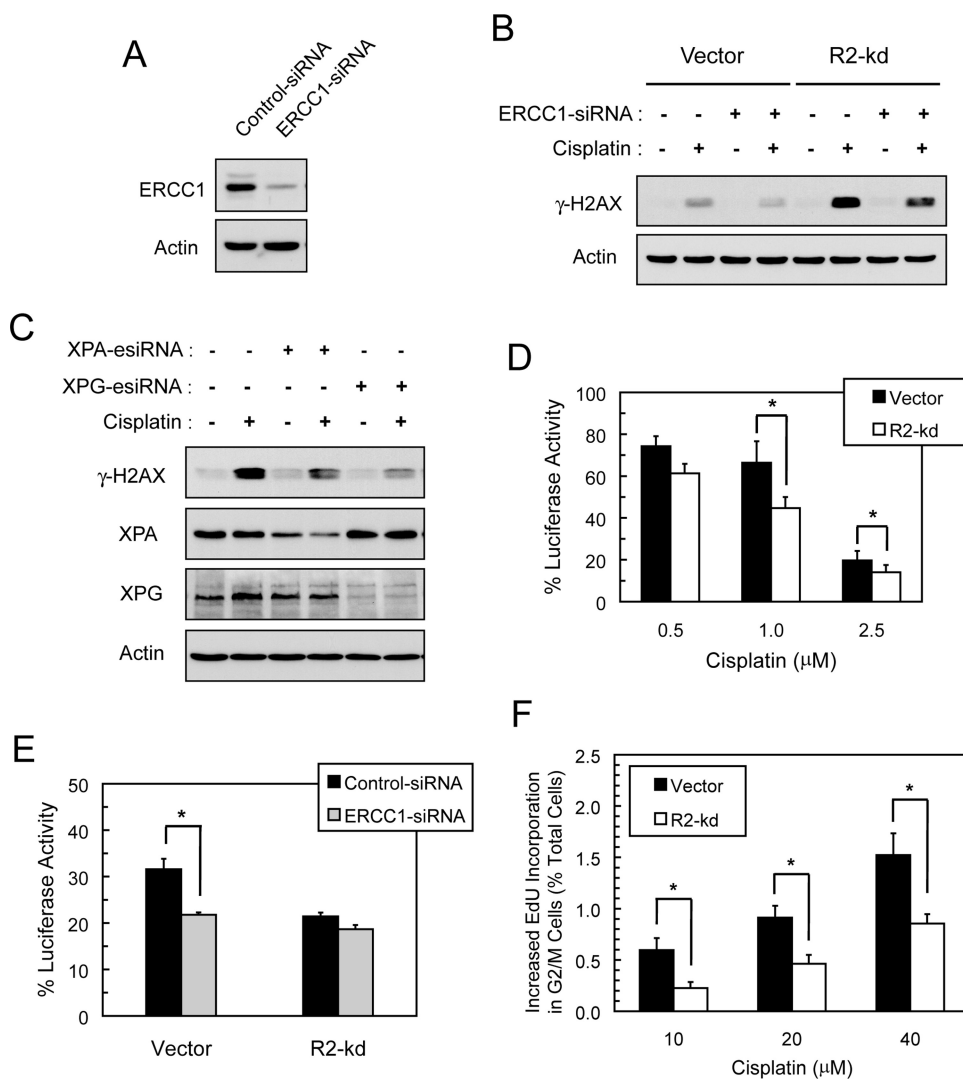 A
Control-siRNA
ERCC1-siRNA
ERCC1
Actin
B
Vector R2-kd
ERCC1-siRNA : - - + + - - + +
Cisplatin : - + - + - + - +
γ-H2AX
Actin
C
XPA-esiRNA : - - + + - -
XPG-esiRNA : - - - - + +
Cisplatin : - + - + - +
γ-H2AX
XPA
XPG
Actin
D
% Luciferase Activity
100
80
60
40
20
0
Vector
R2-kd
*
*
0.5 1.0 2.5
Cisplatin (μM)
E
% Luciferase Activity
50
40
30
20
10
0
Control-siRNA
ERCC1-siRNA
*
Vector R2-kd
F
Increased EdU Incorporation
in G2/M Cells (% Total Cells)
2.5
2.0
1.5
1.0
0.5
0.0
Vector
R2-kd
*
*
*
10 20 40
Cisplatin (μM)